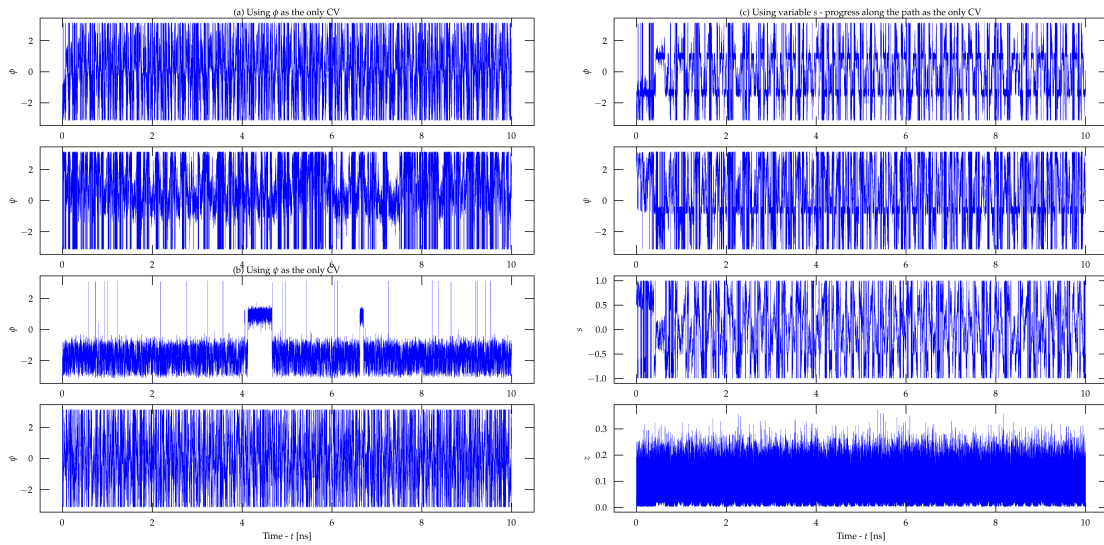 (a) Using ϕ as the only CV
2
0
−2
ϕ
0 2 4 6 8 10
2
0
−2
ψ
0 2 4 6 8 10
(b) Using ψ as the only CV
2
0
−2
ϕ
0 2 4 6 8 10
2
0
−2
ψ
0 2 4 6 8 10
Time - t [ns]
(c) Using variable s - progress along the path as the only CV
2
0
−2
ϕ
0 2 4 6 8 10
2
0
−2
ψ
0 2 4 6 8 10
1.0
0.5
0.0
−0.5
−1.0
s
0 2 4 6 8 10
0.3
0.2
0.1
0.0
z
0 2 4 6 8 10
Time - t [ns]